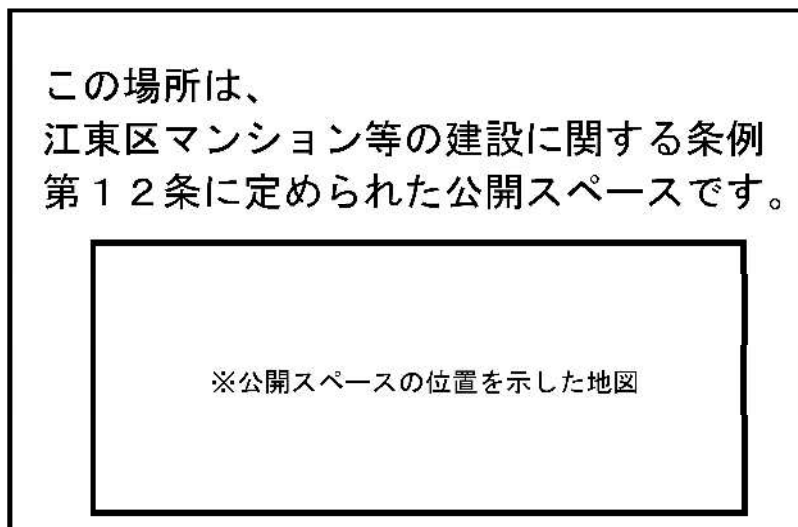 この場所は、
江東区マンション等の建設に関する条例
第１２条に定められた公開スペースです。
※公開スペースの位置を示した地図